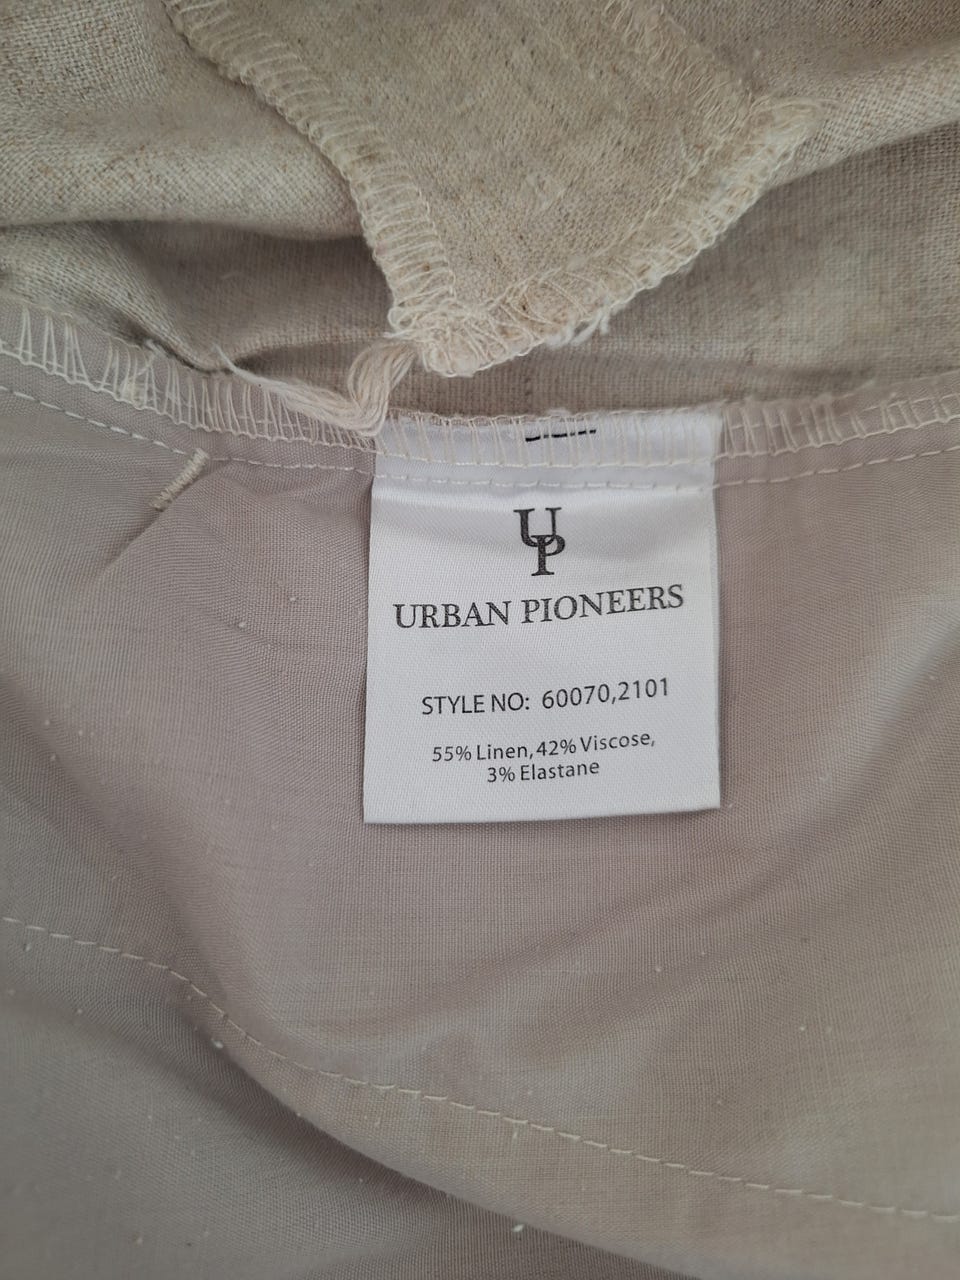 UP
URBAN PIONEERS
STYLE NO: 60070,2101
55% Linen, 42% Viscose,
3% Elastane